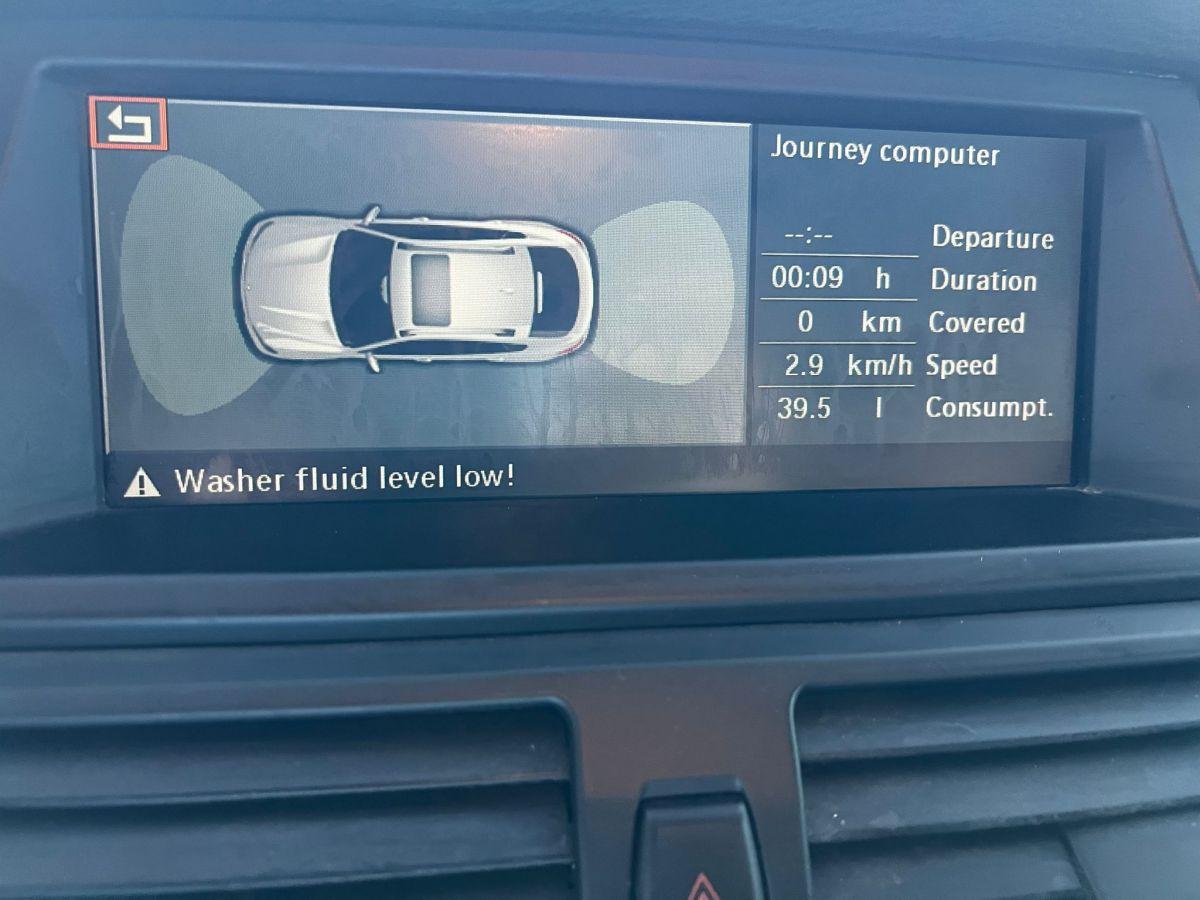 Journey computer
--:-- Departure
00:09 h Duration
0 km Covered
2.9 km/h Speed
39.5 l Consumpt.
Washer fluid level low!